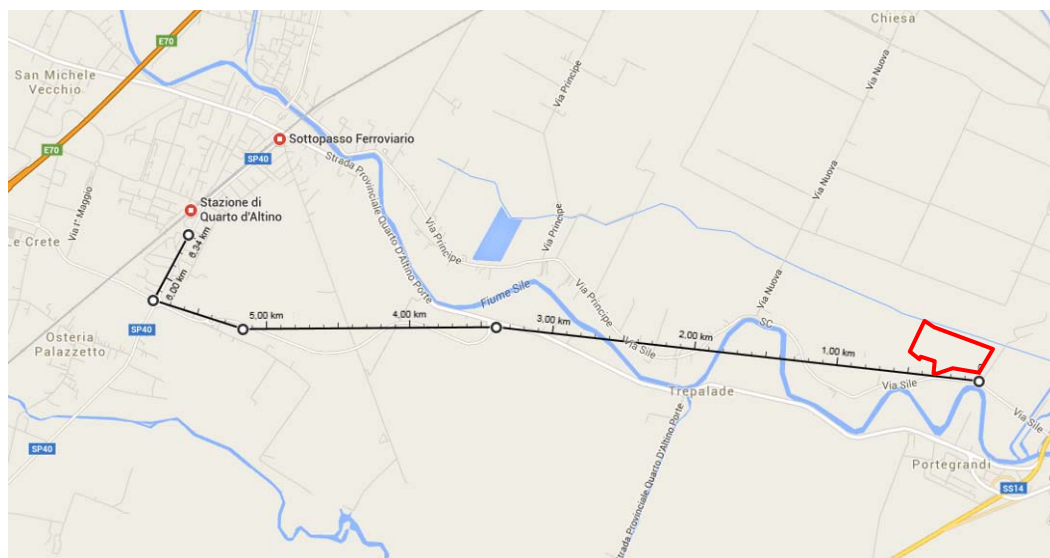 E70
Chiesa
San Michele
Vecchio
Via Principe
Via Nuova
Sottopasso Ferroviario
E70
SP40
Strada Provinciale Quarto D'Altino Porte
Via Nuova
Via I° Maggio
Stazione di
Quarto d'Altino
Le Crete
6,34 km
Via Principe
Via Principe
6,00 km
Fiume Sile
Via Principe
Via Nuova
5,00 km
4,00 km
3,00 km
2,00 km
SC
1,00 km
SP40
Osteria
Palazzetto
Via Sile
Trepalade
Via Sile
Via Sile
SP40
Strada Provinciale Quarto D'Altino Porte
Portegrandi
SS14